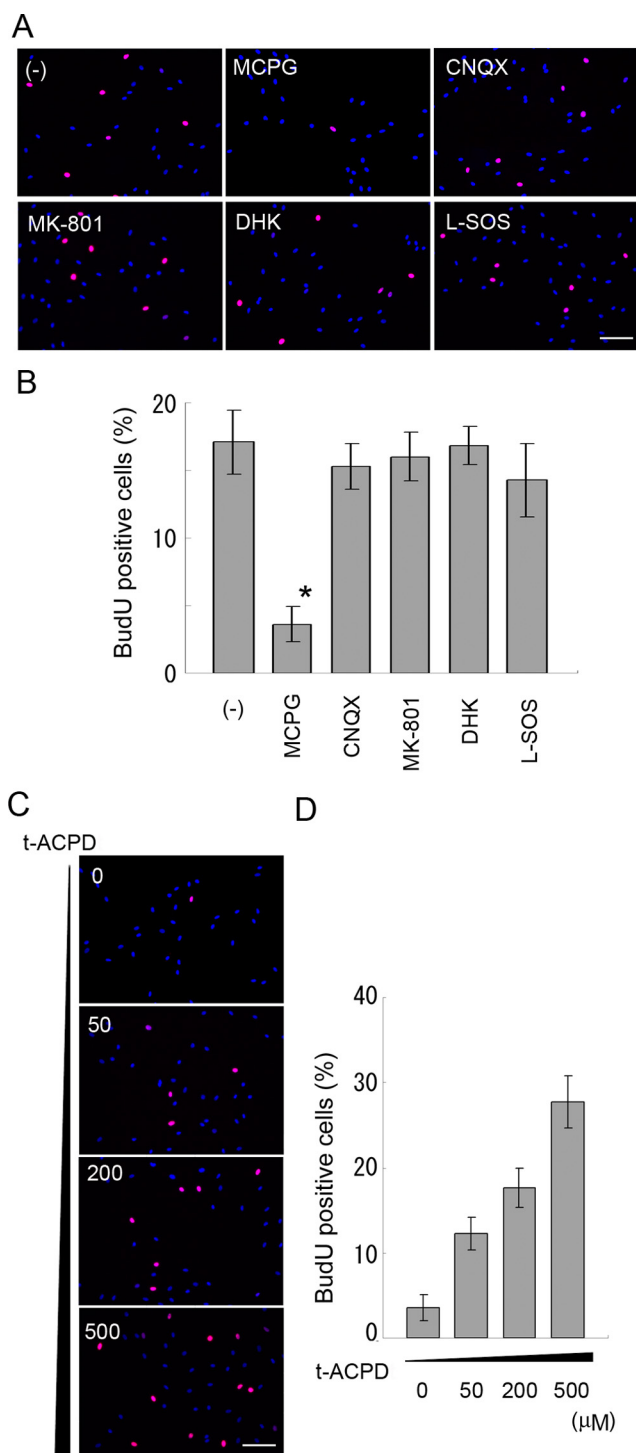 A
(-)
MCPG
CNQX
MK-801
DHK
L-SOS
B
BudU positive cells (%)
20
10
0
*
(-)
MCPG
CNQX
MK-801
DHK
L-SOS
C
t-ACPD
0
50
200
500
D
BudU positive cells (%)
40
30
20
10
0
t-ACPD
0 50 200 500
(μM)